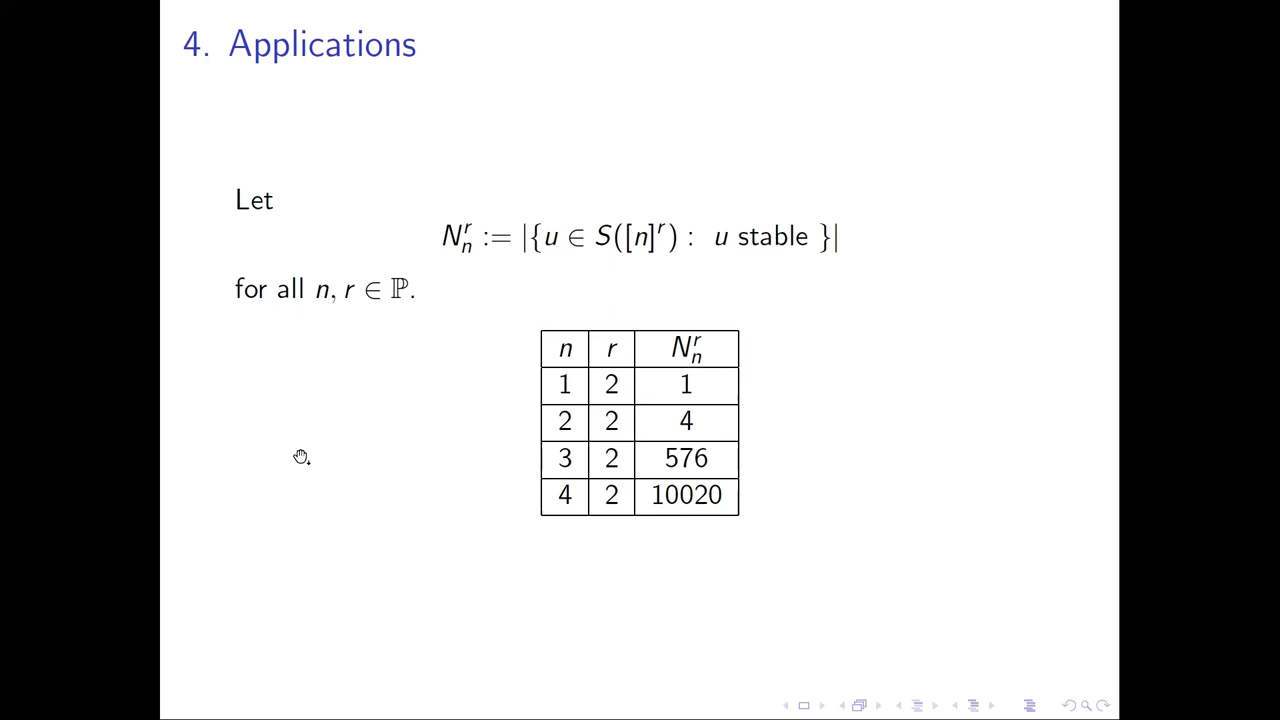 4. Applications
Let
N_n^r := |{u ∈ S([n]^r) : u stable }|
for all n, r ∈ ℙ.
n r N_n^r
1 2 1
2 2 4
3 2 576
4 2 10020